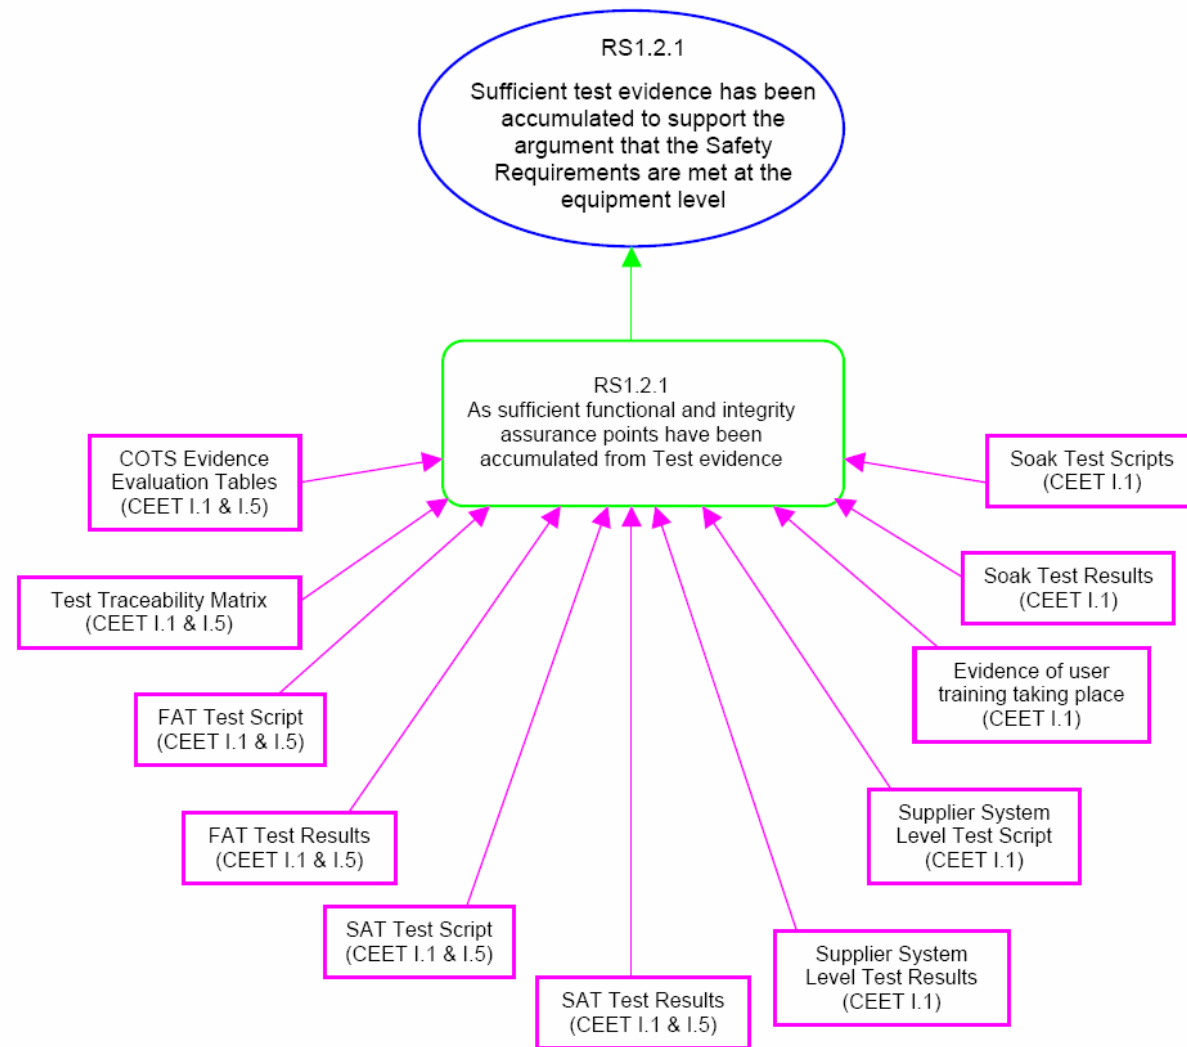 RS1.2.1
Sufficient test evidence has been
accumulated to support the
argument that the Safety
Requirements are met at the
equipment level
RS1.2.1
As sufficient functional and integrity
assurance points have been
accumulated from Test evidence
COTS Evidence
Evaluation Tables
(CEET I.1 & I.5)
Soak Test Scripts
(CEET I.1)
Test Traceability Matrix
(CEET I.1 & I.5)
Soak Test Results
(CEET I.1)
FAT Test Script
(CEET I.1 & I.5)
Evidence of user
training taking place
(CEET I.1)
FAT Test Results
(CEET I.1 & I.5)
Supplier System
Level Test Script
(CEET I.1)
SAT Test Script
(CEET I.1 & I.5)
Supplier System
Level Test Results
(CEET I.1)
SAT Test Results
(CEET I.1 & I.5)